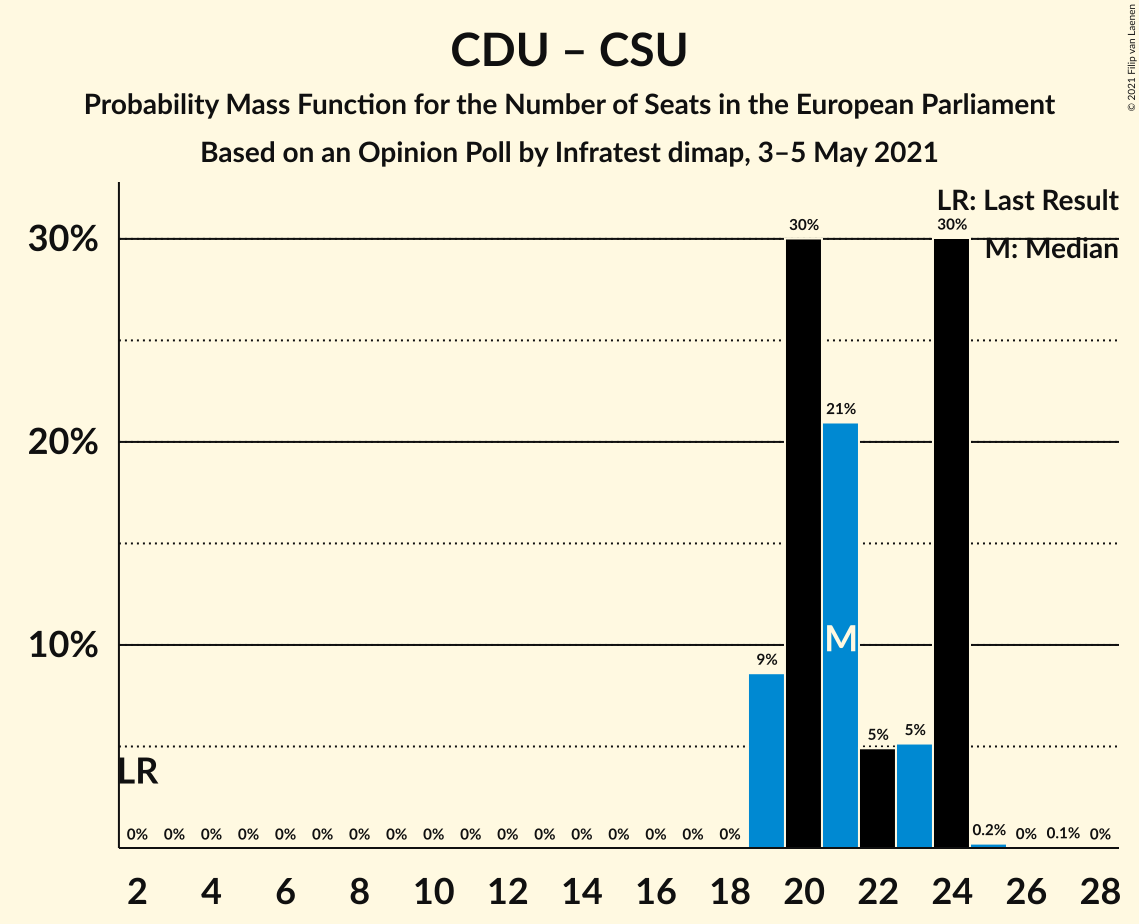 CDU – CSU
Probability Mass Function for the Number of Seats in the European Parliament
Based on an Opinion Poll by Infratest dimap, 3–5 May 2021
© 2021 Filip van Laenen
LR: Last Result
M: Median
30%
20%
10%
30%
30%
21%
M
9%
5%
5%
LR
0% 0% 0% 0% 0% 0% 0% 0% 0% 0% 0% 0% 0% 0% 0% 0% 0% 0.2% 0% 0.1% 0%
2 4 6 8 10 12 14 16 18 20 22 24 26 28